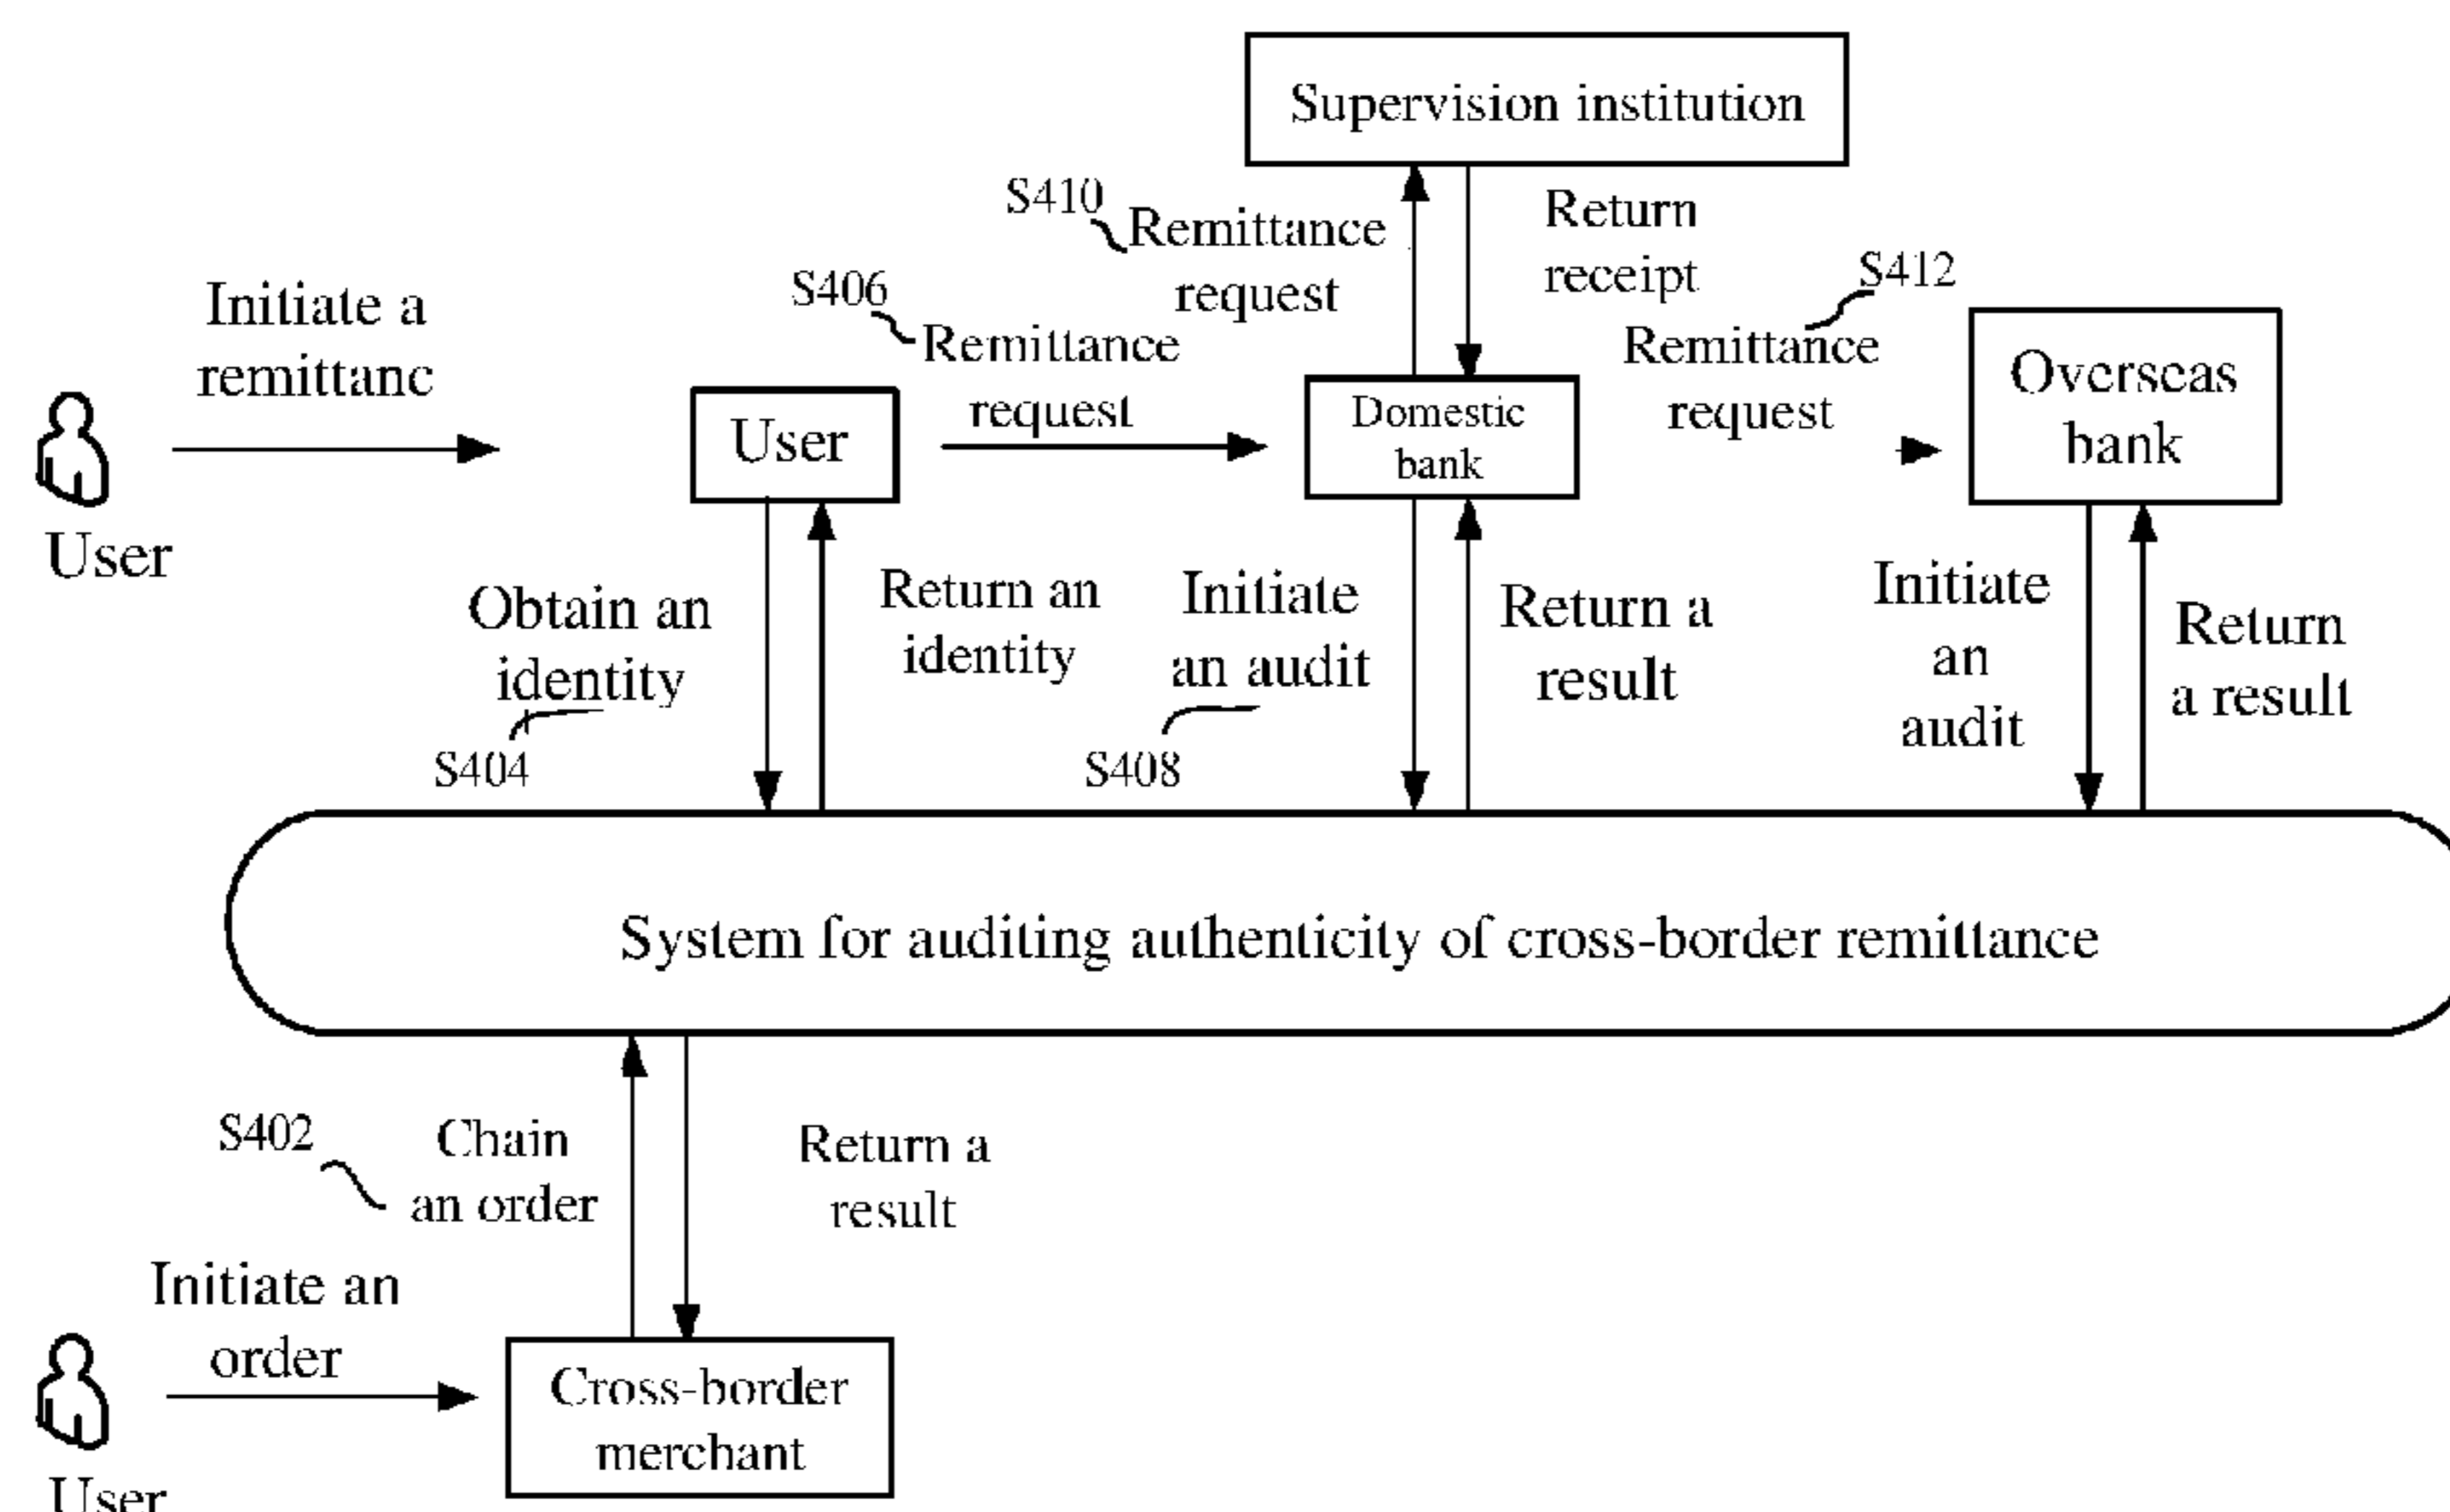 Supervision institution
S410
Remittance
request
Return
receipt
S412
S406
Remittance
request
Remittance
request
Initiate a
remittanc
User
User
Domestic
bank
Overseas
bank
Obtain an
identity
S404
Return an
identity
Initiate
an audit
S408
Return a
result
Initiate
an
audit
Return
a result
System for auditing authenticity of cross-border remittance
S402
Chain
an order
Return a
result
Initiate an
order
Cross-border
merchant
User